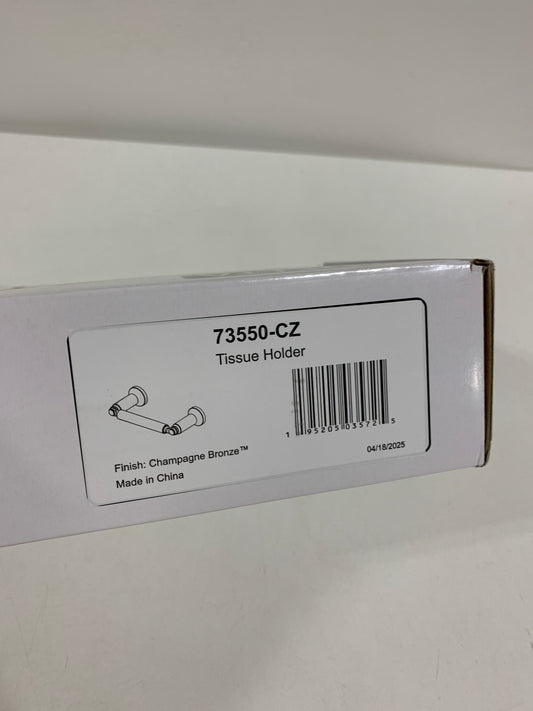 73550-CZ
Tissue Holder
1 95205 03572 5
Finish: Champagne Bronze™
04/18/2025
Made in China